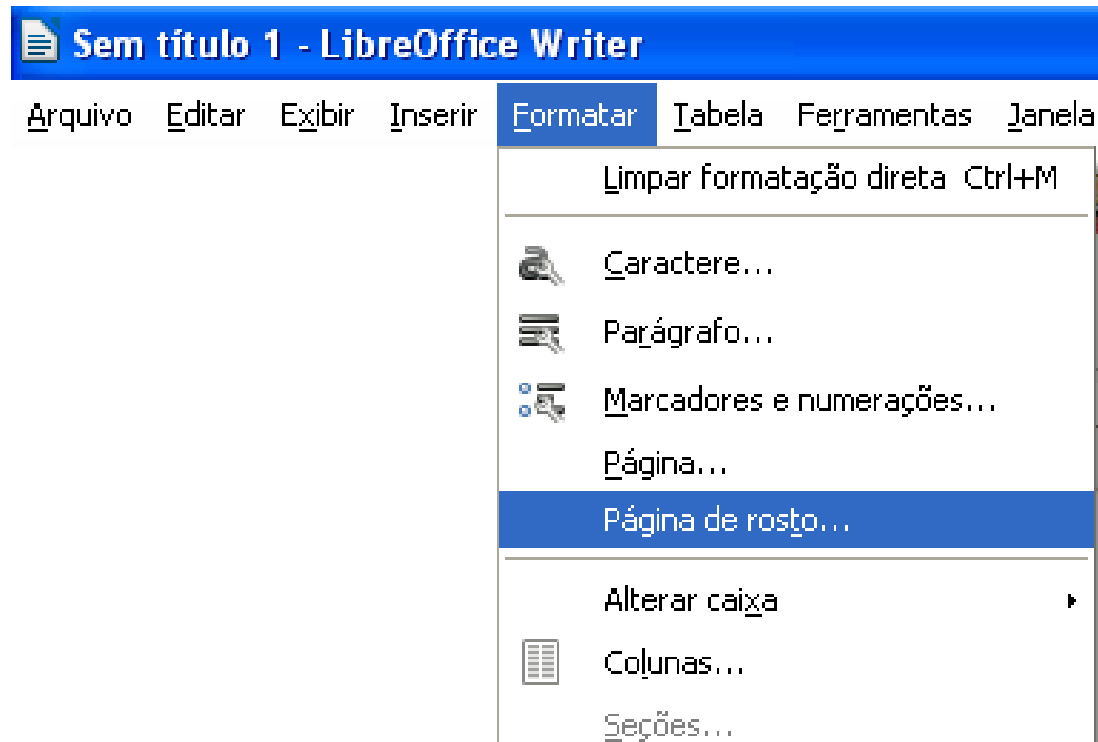 Sem título 1 - LibreOffice Writer
Arquivo Editar Exibir Inserir Formatar Tabela Ferramentas Janela
Limpar formatação direta Ctrl+M
Caractere...
Parágrafo...
Marcadores e numerações...
Página...
Página de rosto...
Alterar caixa
Colunas...
Seções...